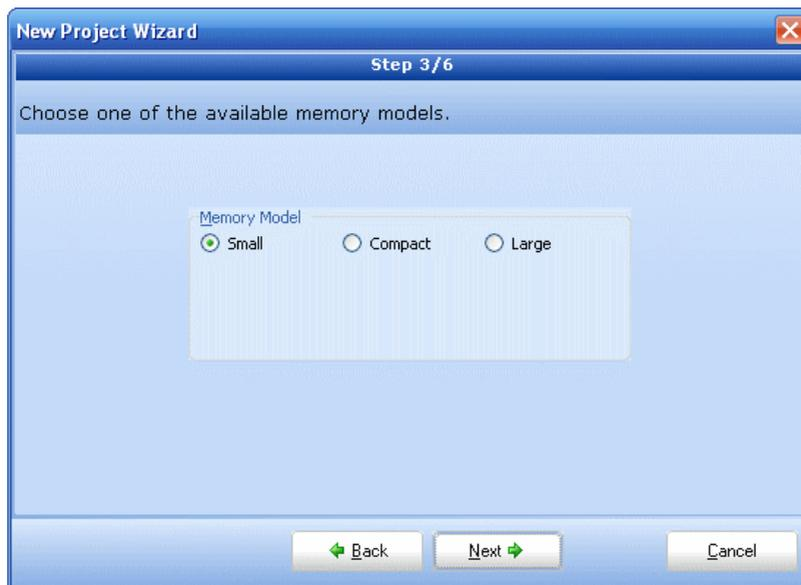 New Project Wizard
Step 3/6
Choose one of the available memory models.
Memory Model
Small Compact Large
Back Next Cancel